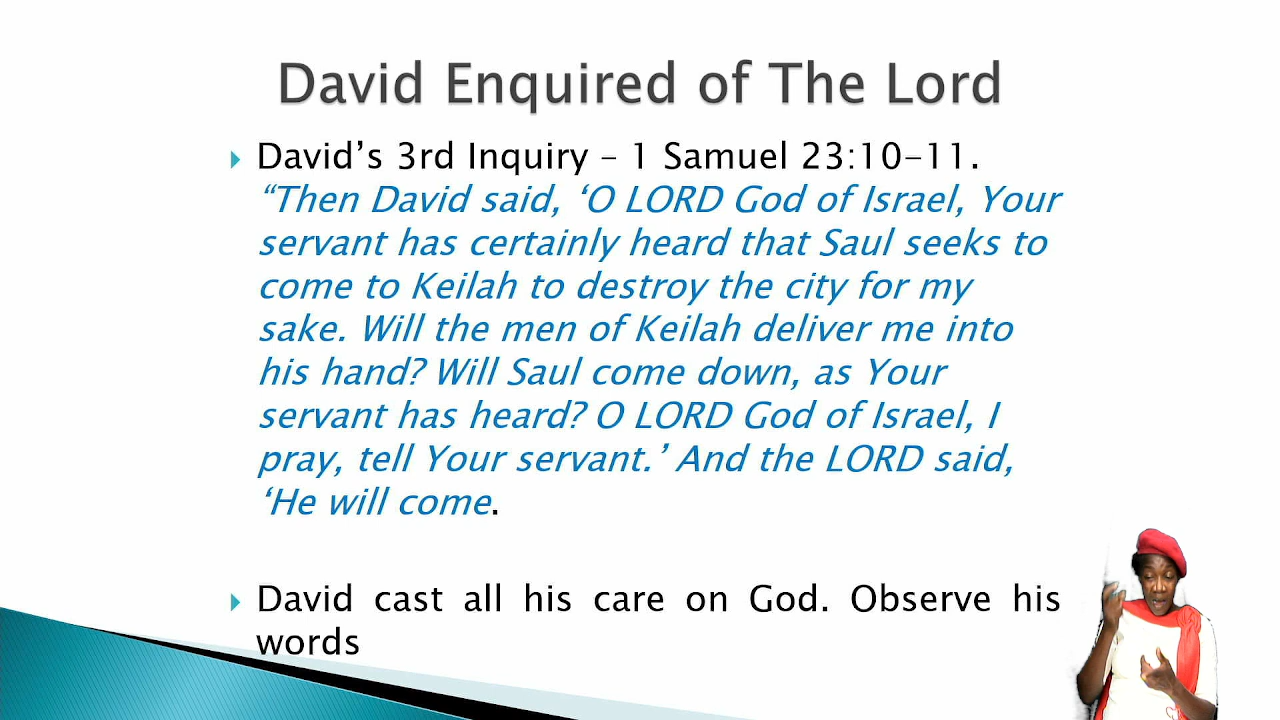 David Enquired of The Lord
David’s 3rd Inquiry – 1 Samuel 23:10-11.
“Then David said, ‘O LORD God of Israel, Your
servant has certainly heard that Saul seeks to
come to Keilah to destroy the city for my
sake. Will the men of Keilah deliver me into
his hand? Will Saul come down, as Your
servant has heard? O LORD God of Israel, I
pray, tell Your servant.’ And the LORD said,
‘He will come.
David cast all his care on God. Observe his
words